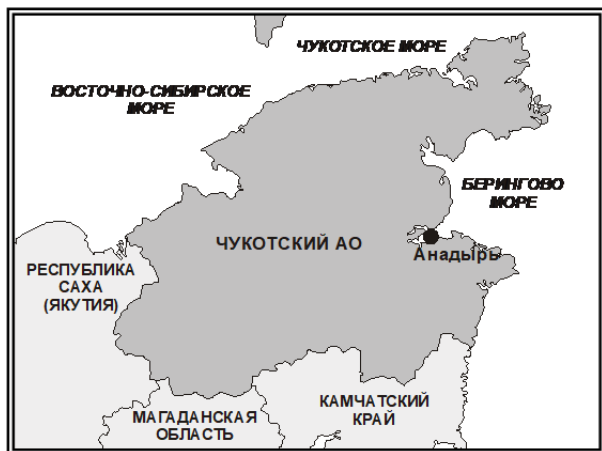 ЧУКОТСКОЕ МОРЕ
ВОСТОЧНО-СИБИРСКОЕ
МОРЕ
БЕРИНГОВО
МОРЕ
ЧУКОТСКИЙ АО
Анадырь
РЕСПУБЛИКА
САХА
(ЯКУТИЯ)
КАМЧАТСКИЙ
КРАЙ
МАГАДАНСКАЯ
ОБЛАСТЬ